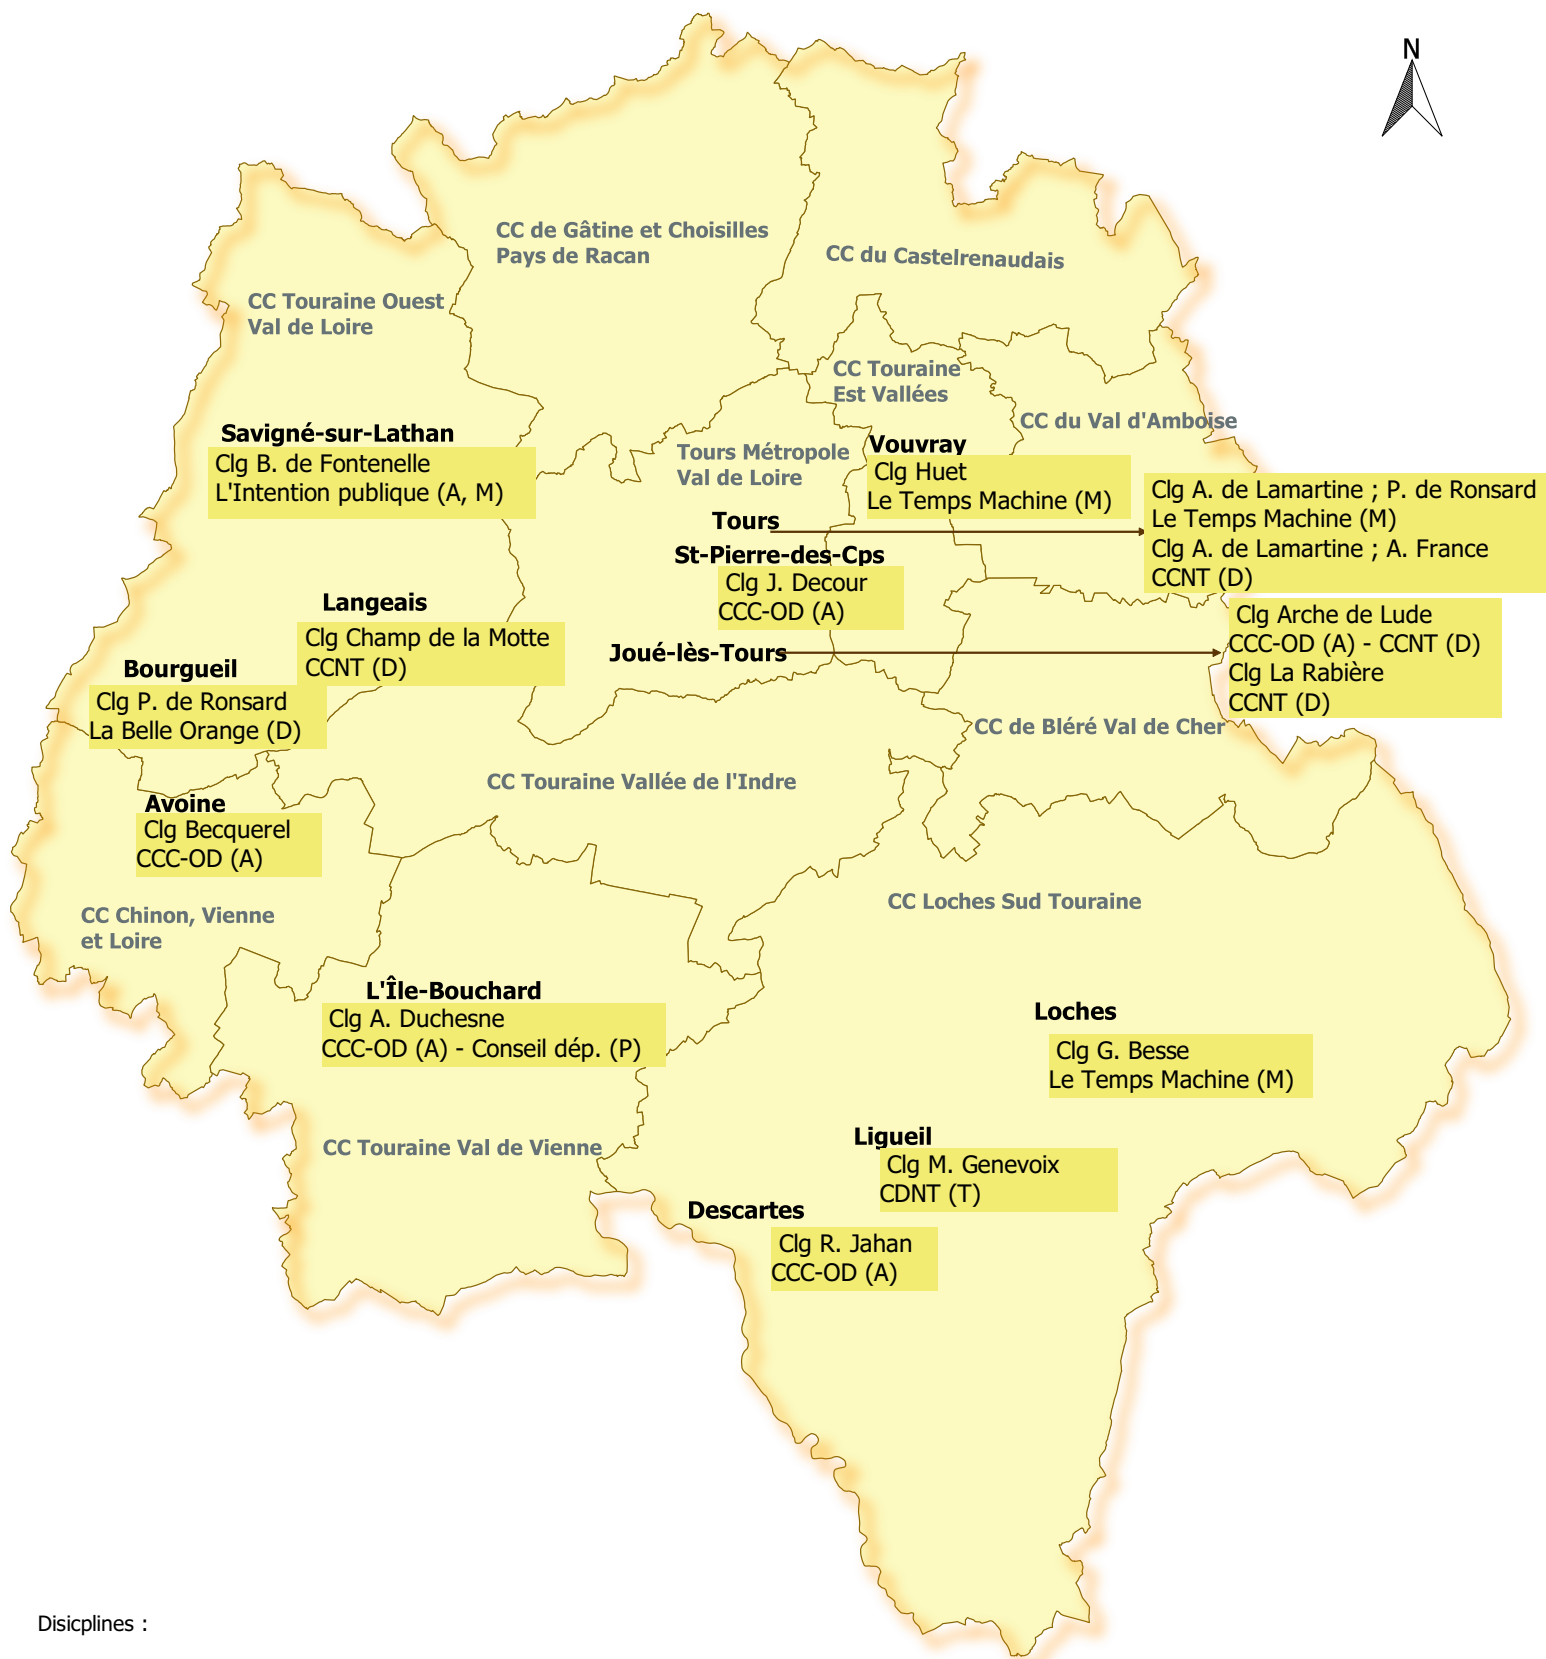 N
CC de Gâtine et Choisilles
Pays de Racan
CC du Castelrenaudais
CC Touraine Ouest
Val de Loire
CC Touraine
Est Vallées
CC du Val d'Amboise
Savigné-sur-Lathan
Clg B. de Fontenelle
L'Intention publique (A, M)
Tours Métropole
Val de Loire
Vouvray
Clg Huet
Le Temps Machine (M)
Tours
Clg A. de Lamartine ; P. de Ronsard
Le Temps Machine (M)
Clg A. de Lamartine ; A. France
CCNT (D)
St-Pierre-des-Cps
Clg J. Decour
CCC-OD (A)
Langeais
Clg Champ de la Motte
CCNT (D)
Joué-lès-Tours
Clg Arche de Lude
CCC-OD (A) - CCNT (D)
Clg La Rabière
CCNT (D)
Bourgueil
Clg P. de Ronsard
La Belle Orange (D)
CC de Bléré Val de Cher
CC Touraine Vallée de l'Indre
Avoine
Clg Becquerel
CCC-OD (A)
CC Chinon, Vienne
et Loire
CC Loches Sud Touraine
L'Île-Bouchard
Clg A. Duchesne
CCC-OD (A) - Conseil dép. (P)
Loches
Clg G. Besse
Le Temps Machine (M)
CC Touraine Val de Vienne
Ligueil
Clg M. Genevoix
CDNT (T)
Descartes
Clg R. Jahan
CCC-OD (A)
Disicplines :